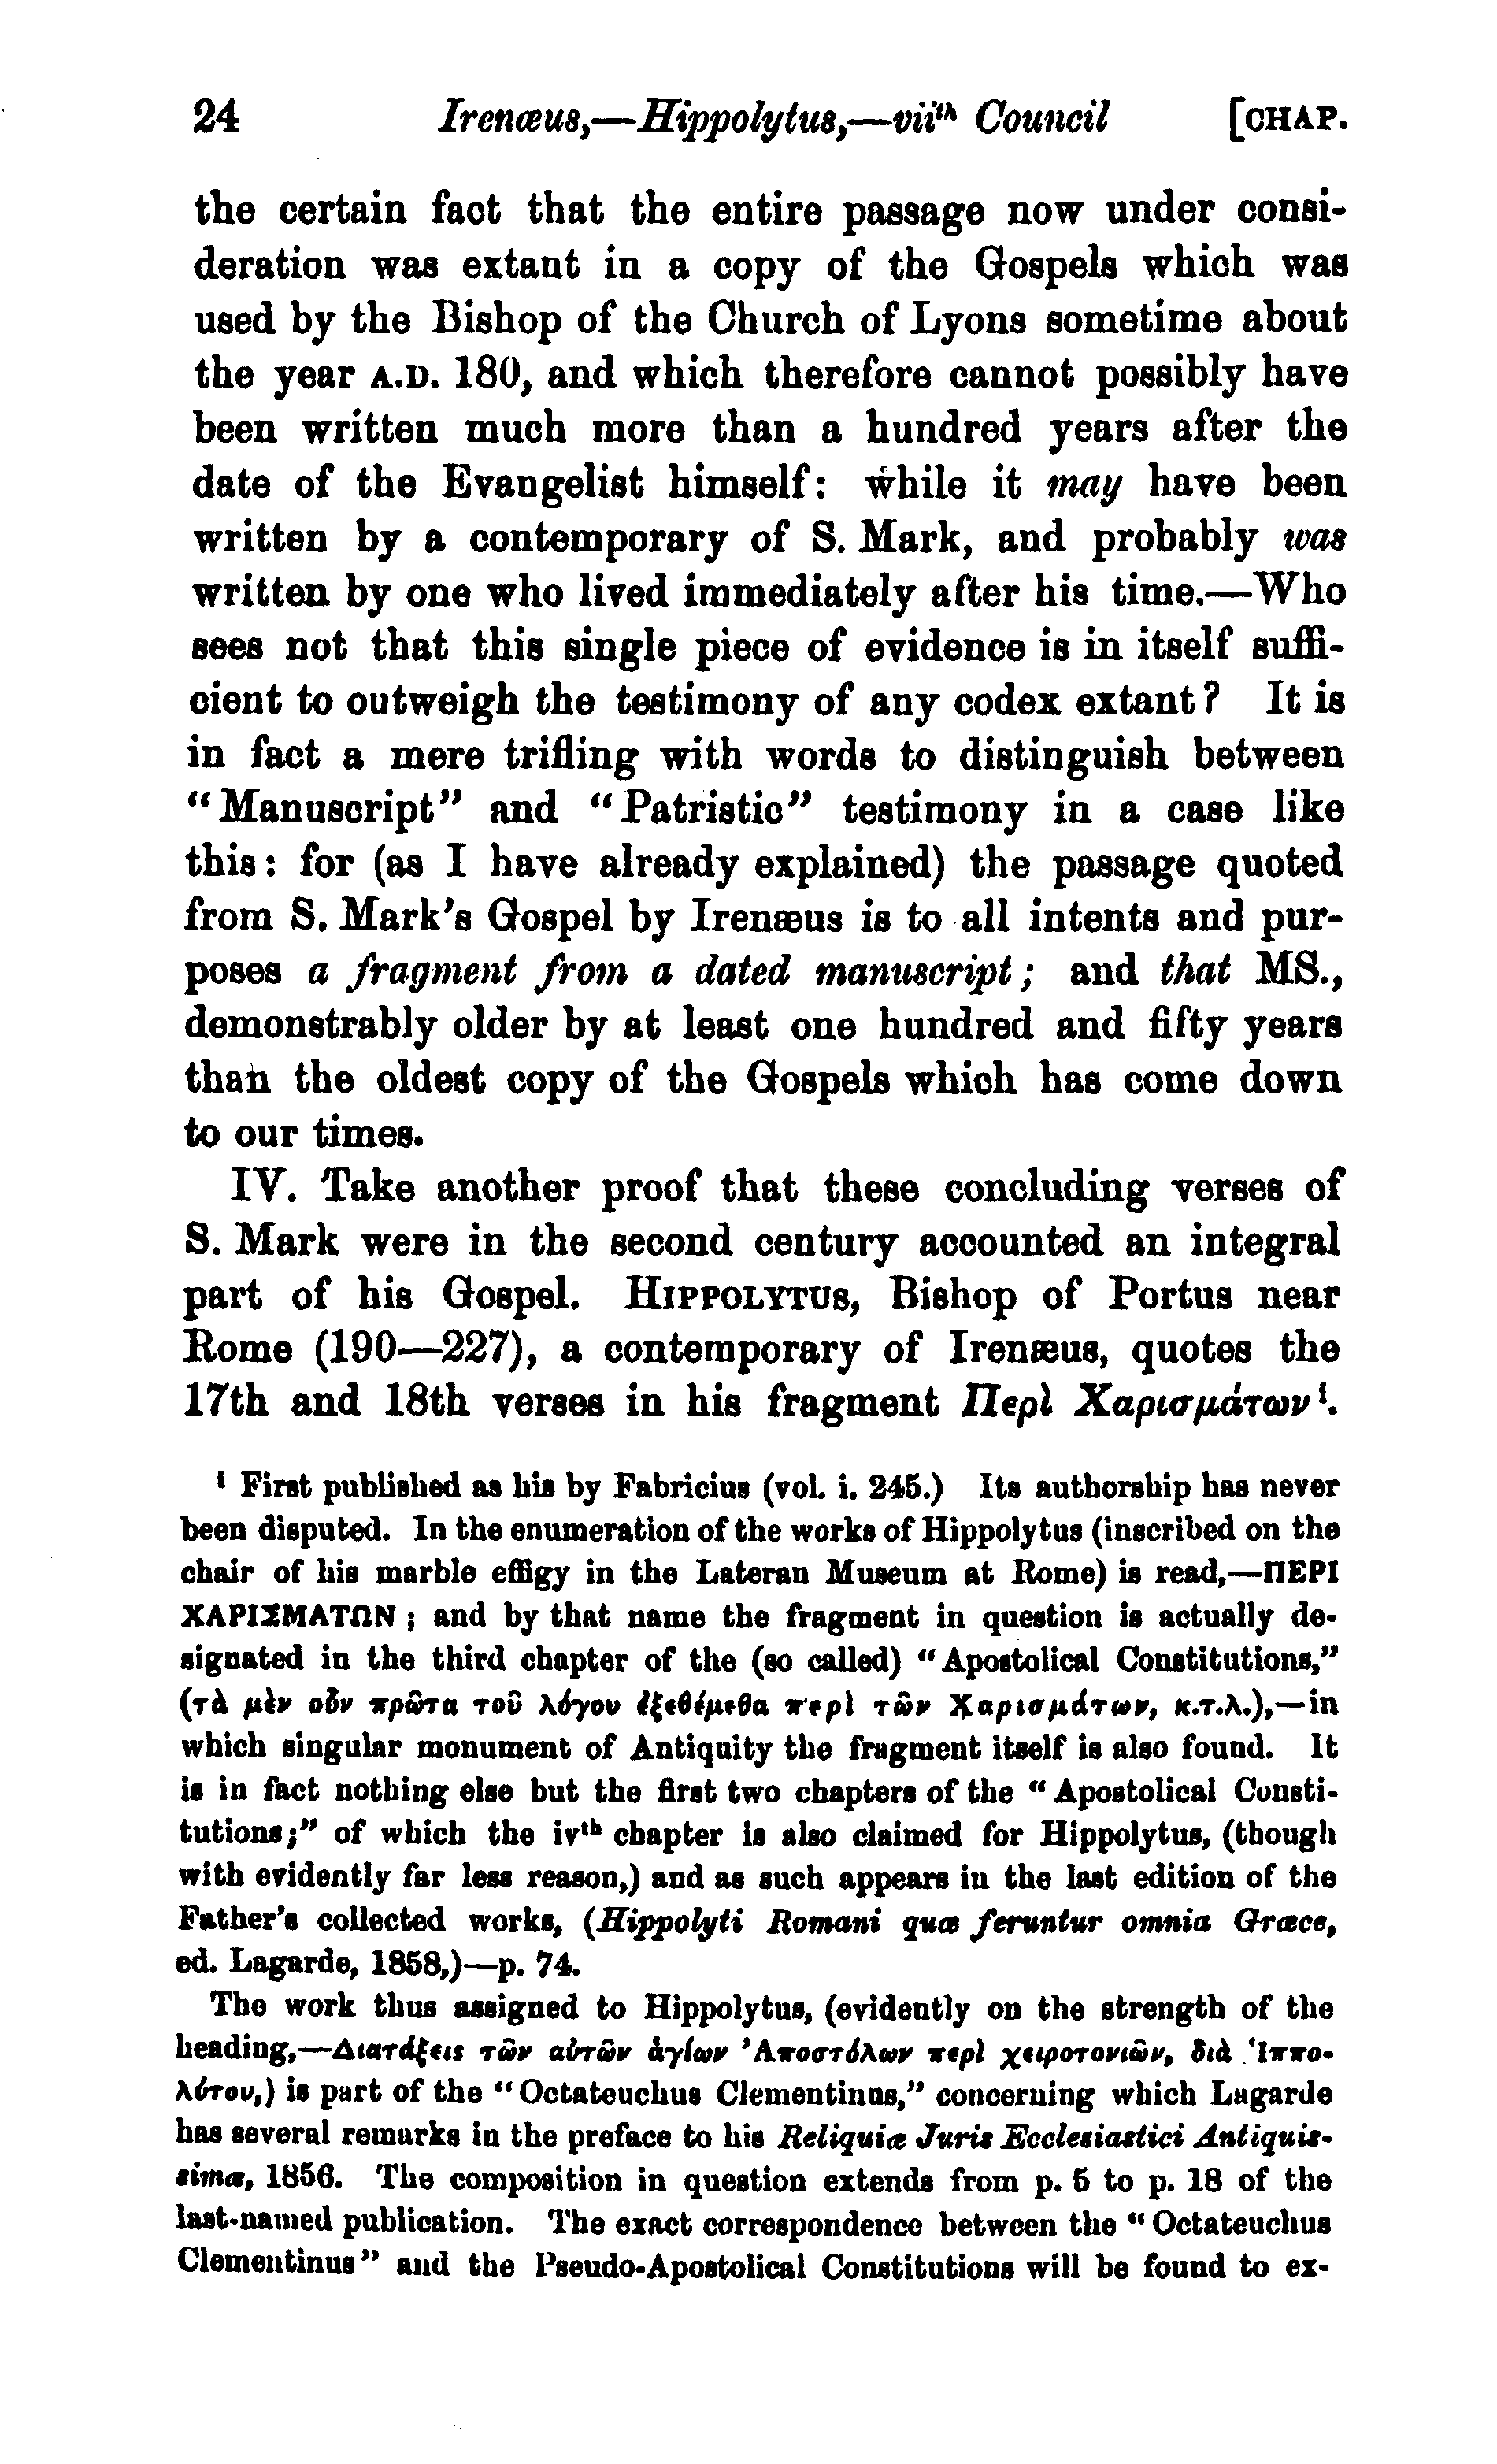 24 Irenæus,—Hippolytus,—viith Council [CHAP.
the certain fact that the entire passage now under consi-
deration was extant in a copy of the Gospels which was
used by the Bishop of the Church of Lyons sometime about
the year A.D. 180, and which therefore cannot possibly have
been written much more than a hundred years after the
date of the Evangelist himself: while it may have been
written by a contemporary of S. Mark, and probably was
written by one who lived immediately after his time.—Who
sees not that this single piece of evidence is in itself suffi-
cient to outweigh the testimony of any codex extant? It is
in fact a mere trifling with words to distinguish between
“Manuscript” and “Patristic” testimony in a case like
this: for (as I have already explained) the passage quoted
from S. Mark’s Gospel by Irenæus is to all intents and pur-
poses a fragment from a dated manuscript; and that MS.,
demonstrably older by at least one hundred and fifty years
than the oldest copy of the Gospels which has come down
to our times.
IV. Take another proof that these concluding verses of
S. Mark were in the second century accounted an integral
part of his Gospel. HIPPOLYTUS, Bishop of Portus near
Rome (190—227), a contemporary of Irenæus, quotes the
17th and 18th verses in his fragment Περὶ Χαρισμάτων¹.
¹ First published as his by Fabricius (vol. i. 245.) Its authorship has never
been disputed. In the enumeration of the works of Hippolytus (inscribed on the
chair of his marble effigy in the Lateran Museum at Rome) is read,—ΠΕΡΙ
ΧΑΡΙΣΜΑΤΩΝ; and by that name the fragment in question is actually de-
signated in the third chapter of the (so called) “Apostolical Constitutions,”
(τὰ μὲν οὖν πρῶτα τοῦ λόγου ἐξεθέμεθα περὶ τῶν Χαρισμάτων, κ.τ.λ.),—in
which singular monument of Antiquity the fragment itself is also found. It
is in fact nothing else but the first two chapters of the “Apostolical Consti-
tutions;” of which the ivth chapter is also claimed for Hippolytus, (though
with evidently far less reason,) and as such appears in the last edition of the
Father’s collected works, (Hippolyti Romani quæ feruntur omnia Græce,
ed. Lagarde, 1858,)—p. 74.
The work thus assigned to Hippolytus, (evidently on the strength of the
heading,—Διατάξεις τῶν αὐτῶν ἁγίων Ἀποστόλων περὶ χειροτονιῶν, διὰ Ἱππο-
λύτου,) is part of the “Octateuchus Clementinus,” concerning which Lagarde
has several remarks in the preface to his Reliquiæ Juris Ecclesiastici Antiquis-
simæ, 1856. The composition in question extends from p. 5 to p. 18 of the
last-named publication. The exact correspondence between the “Octateuchus
Clementinus” and the Pseudo-Apostolical Constitutions will be found to ex-